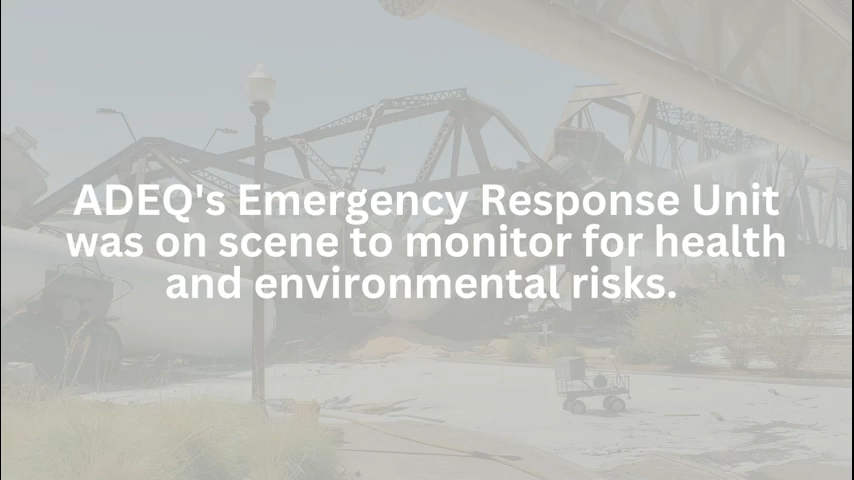 ADEQ's Emergency Response Unit
was on scene to monitor for health
and environmental risks.